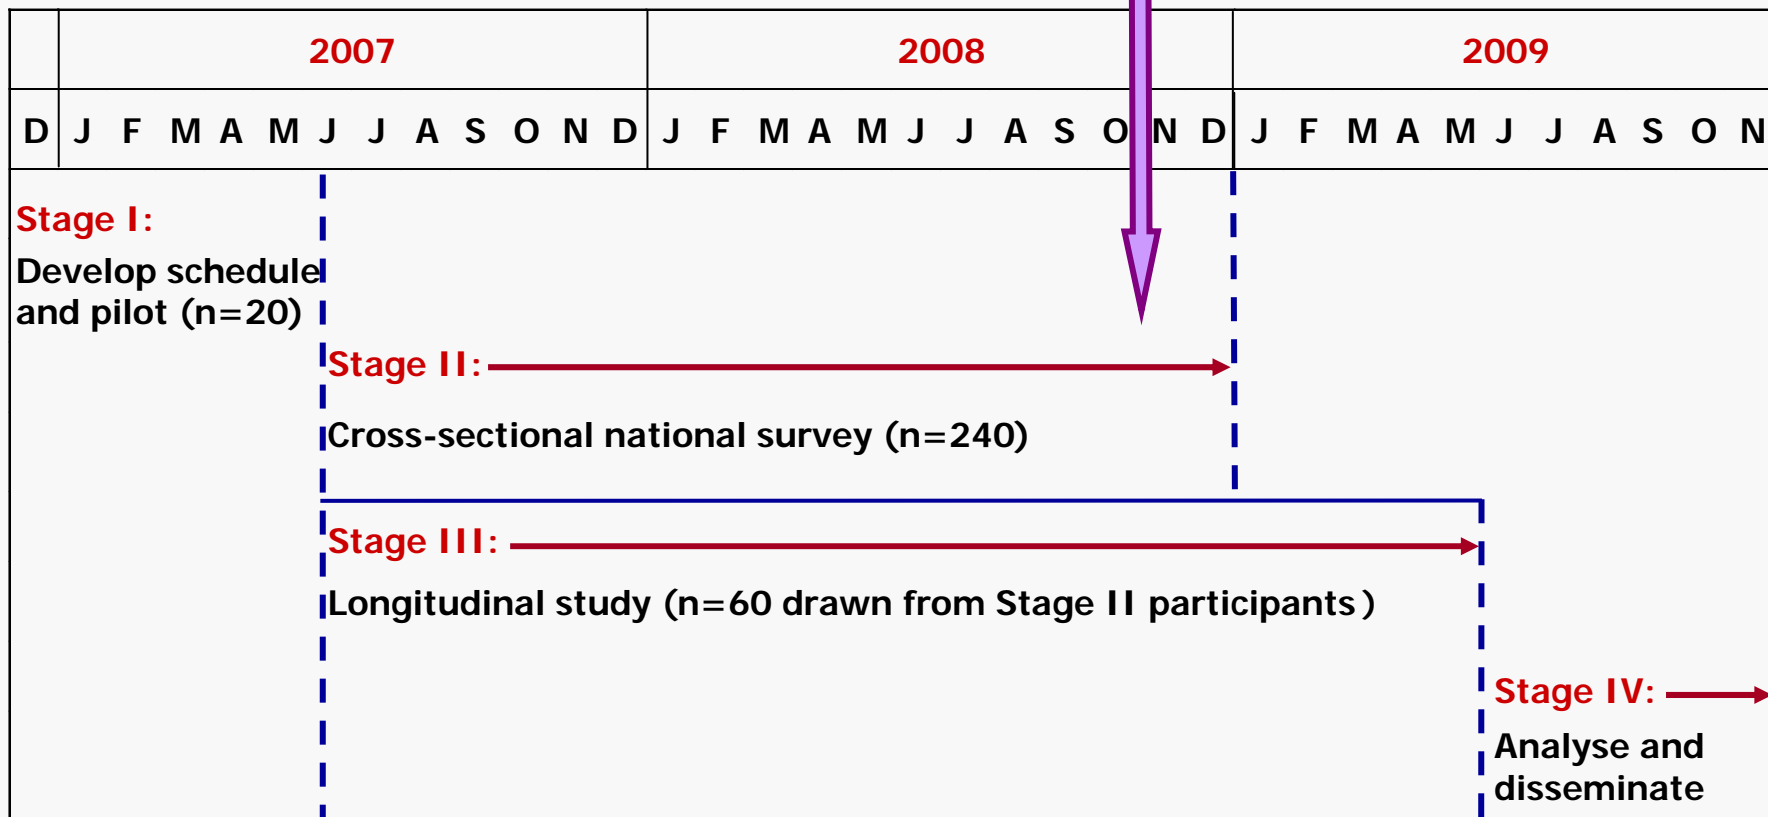 2007 2008 2009
D J F M A M J J A S O N D J F M A M J J A S O N D J F M A M J J A S O N
Stage I:
Develop schedule
and pilot (n=20)
Stage II:
Cross-sectional national survey (n=240)
Stage III:
Longitudinal study (n=60 drawn from Stage II participants)
Stage IV:
Analyse and
disseminate